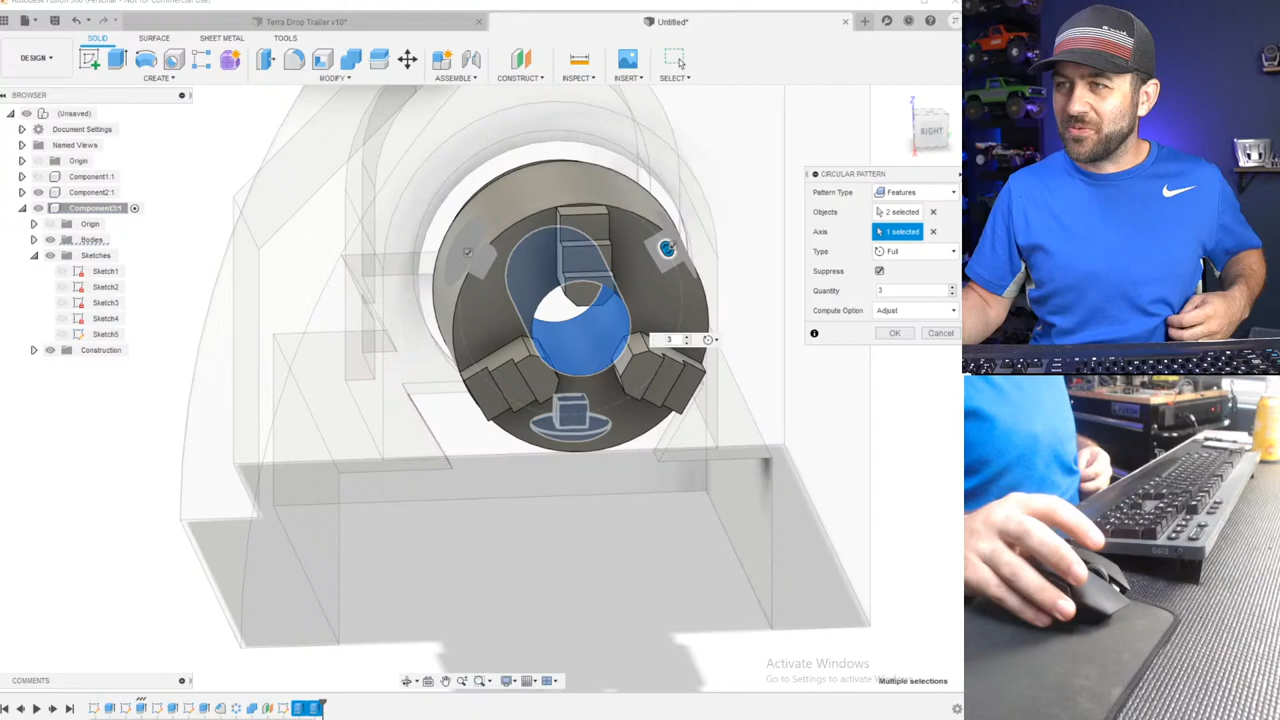 Autodesk Fusion 360 (Personal - Not for Commercial Use)
Terra Drop Trailer v10*
Untitled*
SOLID
SURFACE
SHEET METAL
TOOLS
DESIGN
CREATE
MODIFY
ASSEMBLE
CONSTRUCT
INSPECT
INSERT
SELECT
BROWSER
(Unsaved)
Document Settings
Named Views
Origin
Component1:1
Component2:1
Component3:1
Origin
Bodies
Sketches
Sketch1
Sketch2
Sketch3
Sketch4
Sketch5
Construction
Z
RIGHT
CIRCULAR PATTERN
Pattern Type Features
Objects 2 selected
Axis 1 selected
Type Full
Suppress
Quantity 3
Compute Option Adjust
OK Cancel
3
Activate Windows
Go to Settings to activate
Multiple selections
COMMENTS
G613